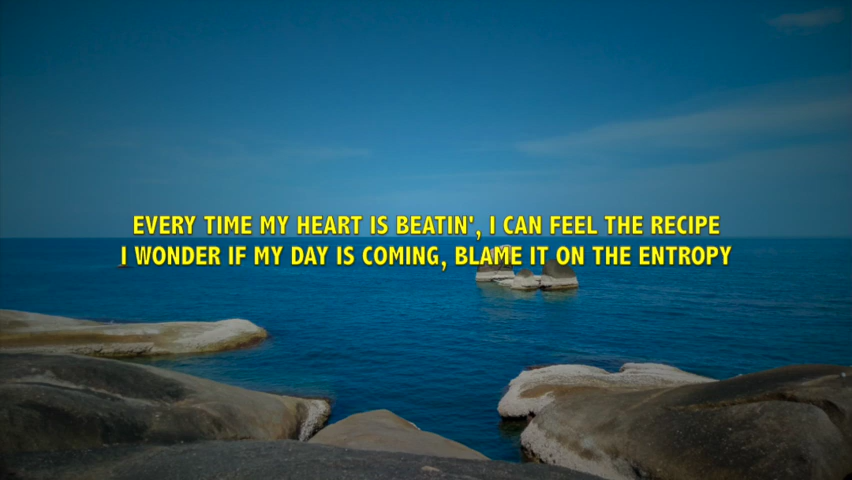 EVERY TIME MY HEART IS BEATIN', I CAN FEEL THE RECIPE
I WONDER IF MY DAY IS COMING, BLAME IT ON THE ENTROPY